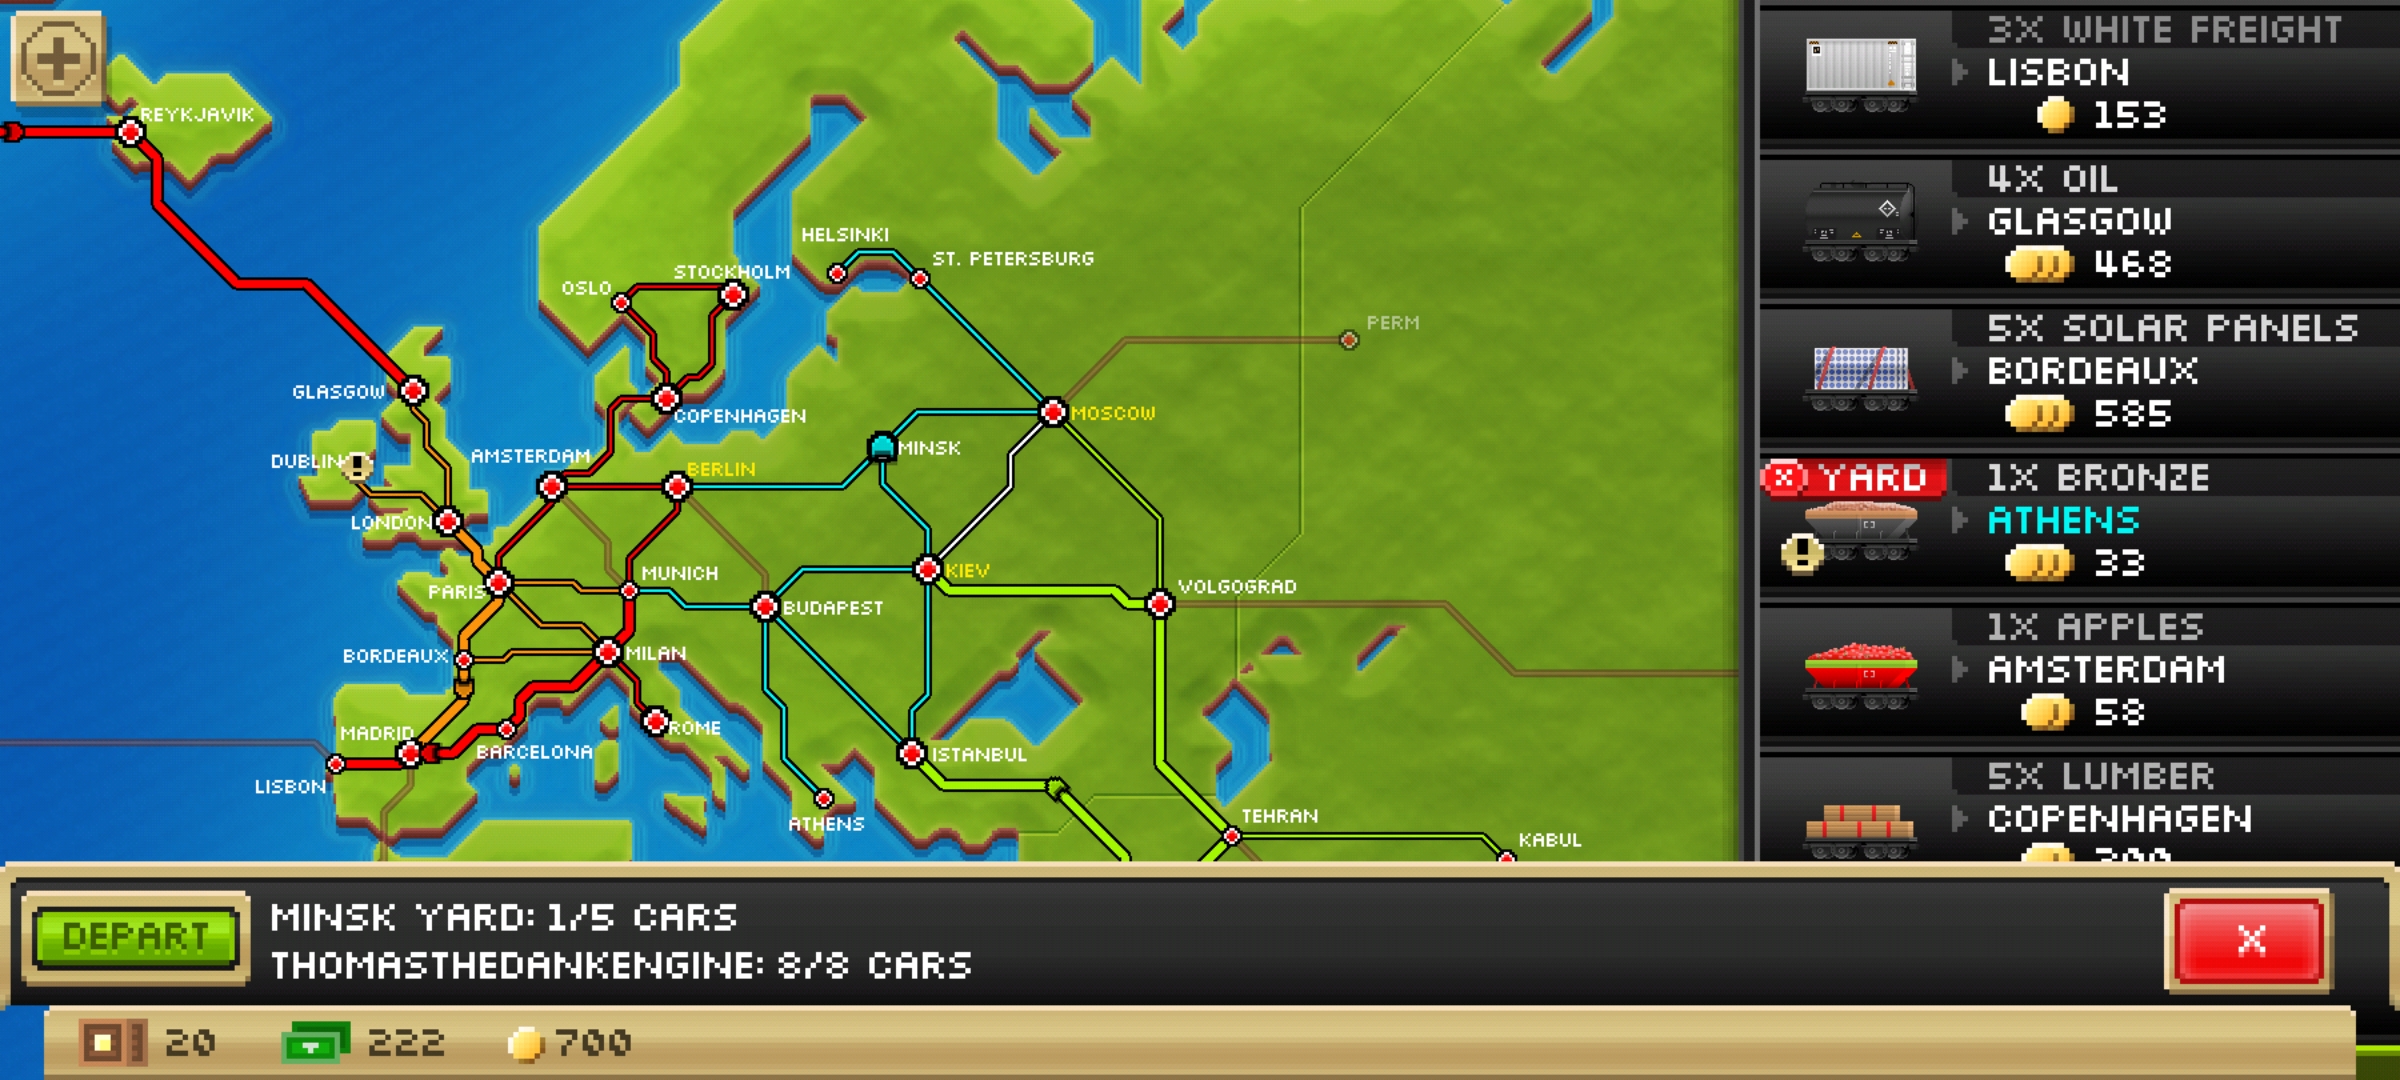 REYKJAVIK
HELSINKI
ST. PETERSBURG
STOCKHOLM
OSLO
PERM
GLASGOW
COPENHAGEN
MOSCOW
DUBLIN
AMSTERDAM
BERLIN
MINSK
LONDON
PARIS
MUNICH
KIEV
BUDAPEST
VOLGOGRAD
BORDEAUX
MILAN
MADRID
BARCELONA
ROME
ISTANBUL
LISBON
ATHENS
TEHRAN
KABUL
3X WHITE FREIGHT
LISBON
153
4X OIL
GLASGOW
468
5X SOLAR PANELS
BORDEAUX
585
YARD
1X BRONZE
ATHENS
33
1X APPLES
AMSTERDAM
58
5X LUMBER
COPENHAGEN
DEPART
MINSK YARD: 1/5 CARS
THOMASTHEDANKENGINE: 8/8 CARS
X
20
222
700